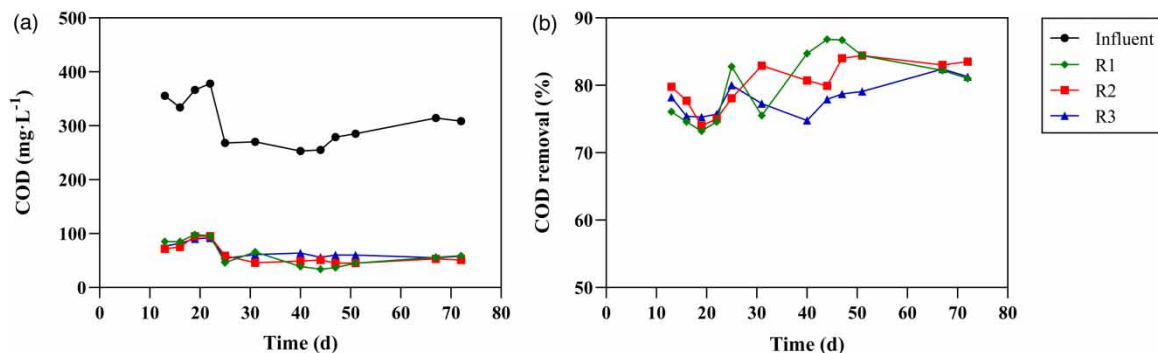 (a)
500
400
300
200
100
0
COD (mg·L⁻¹)
0 10 20 30 40 50 60 70 80
Time (d)
(b)
90
80
70
60
50
COD removal (%)
0 10 20 30 40 50 60 70 80
Time (d)
Influent
R1
R2
R3